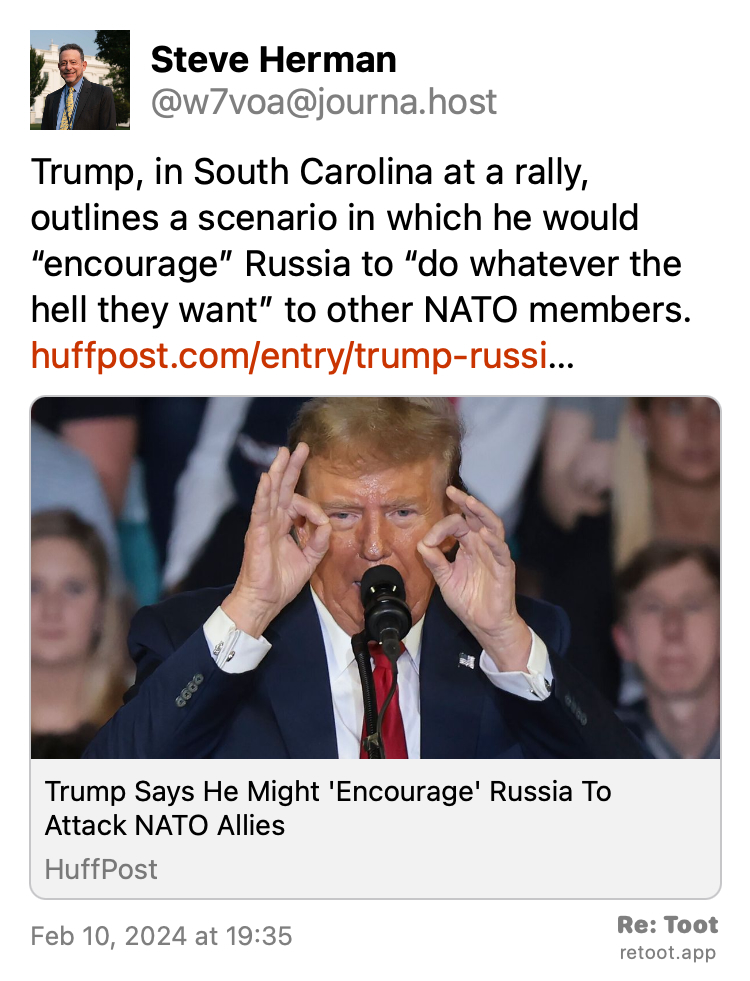 Steve Herman
@w7voa@journa.host
Trump, in South Carolina at a rally,
outlines a scenario in which he would
“encourage” Russia to “do whatever the
hell they want” to other NATO members.
huffpost.com/entry/trump-russi…
Trump Says He Might 'Encourage' Russia To
Attack NATO Allies
HuffPost
Feb 10, 2024 at 19:35
Re: Toot
retoot.app